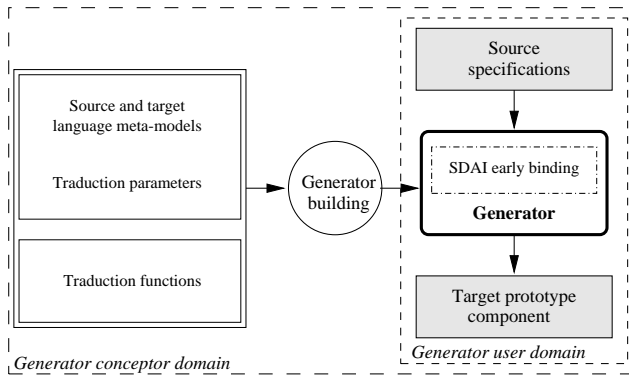 Source and target
language meta-models
Traduction parameters
Traduction functions
Generator conceptor domain
Generator
building
Source
specifications
SDAI early binding
Generator
Target prototype
component
Generator user domain